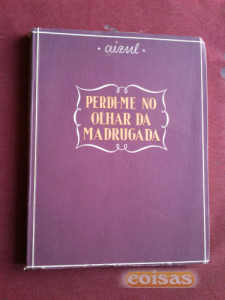 · aizul ·
PERDI-ME NO
OLHAR DA
MADRUGADA
coisas